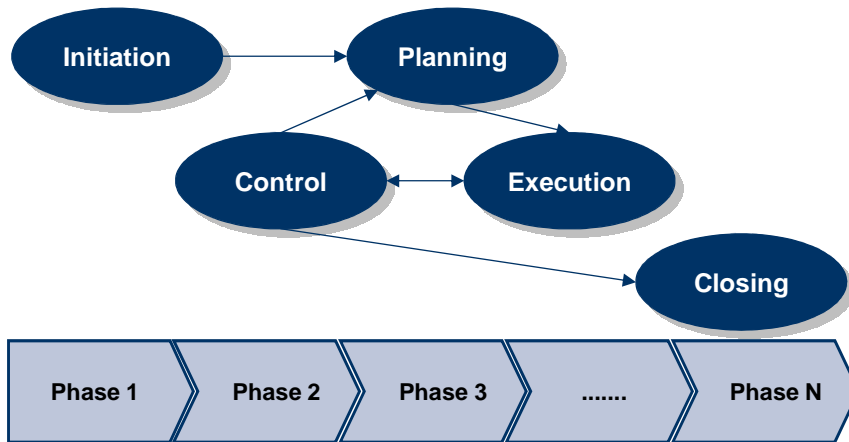 Initiation
Planning
Control
Execution
Closing
Phase 1
Phase 2
Phase 3
.......
Phase N